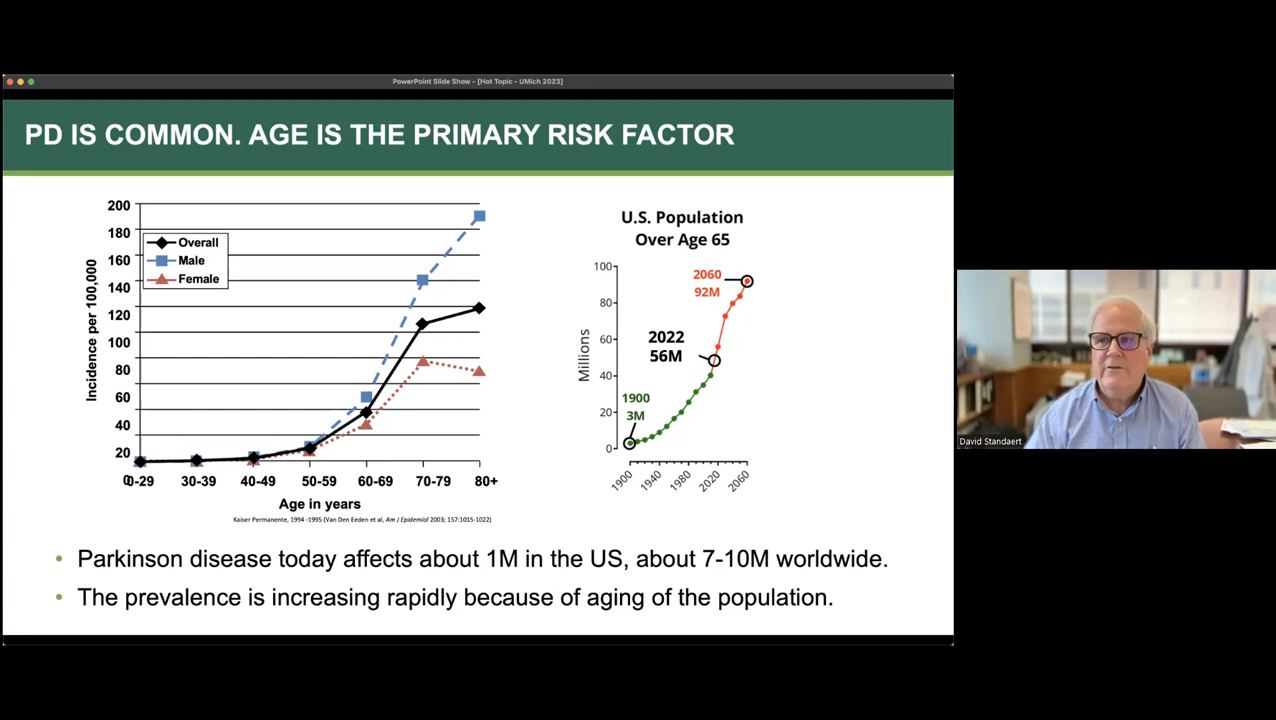 PowerPoint Slide Show - [Hot Topic - UMich 2023]
PD IS COMMON. AGE IS THE PRIMARY RISK FACTOR
200
180
160
140
120
100
80
60
40
20
0
Incidence per 100,000
Overall
Male
Female
0-29 30-39 40-49 50-59 60-69 70-79 80+
Age in years
Kaiser Permanente, 1994 -1995 (Van Den Eeden et al, Am J Epidemiol 2003; 157:1015-1022)
U.S. Population
Over Age 65
100
80
60
40
20
0
Millions
2060
92M
2022
56M
1900
3M
1900 1940 1980 2020 2060
• Parkinson disease today affects about 1M in the US, about 7-10M worldwide.
• The prevalence is increasing rapidly because of aging of the population.
David Standaert